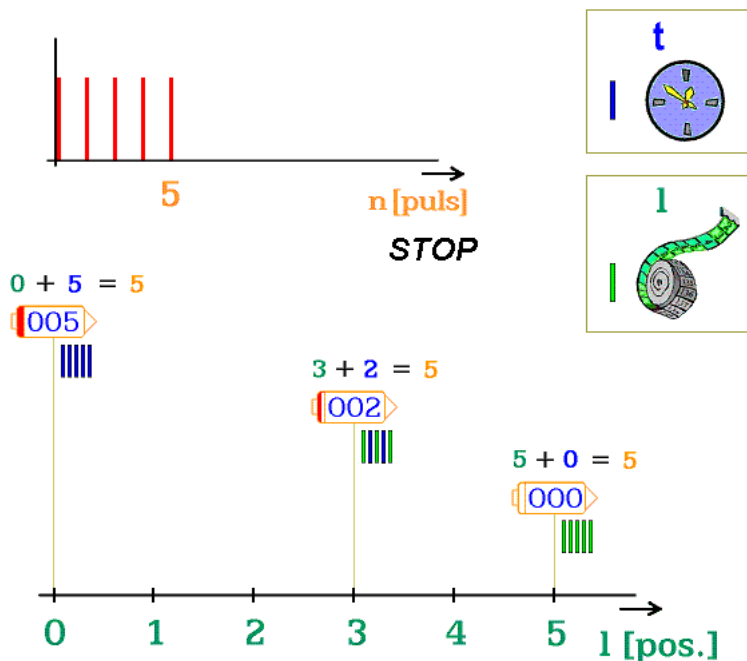 t
5
n [puls]
STOP
l
0 + 5 = 5
005
3 + 2 = 5
002
5 + 0 = 5
000
0 1 2 3 4 5
l [pos.]